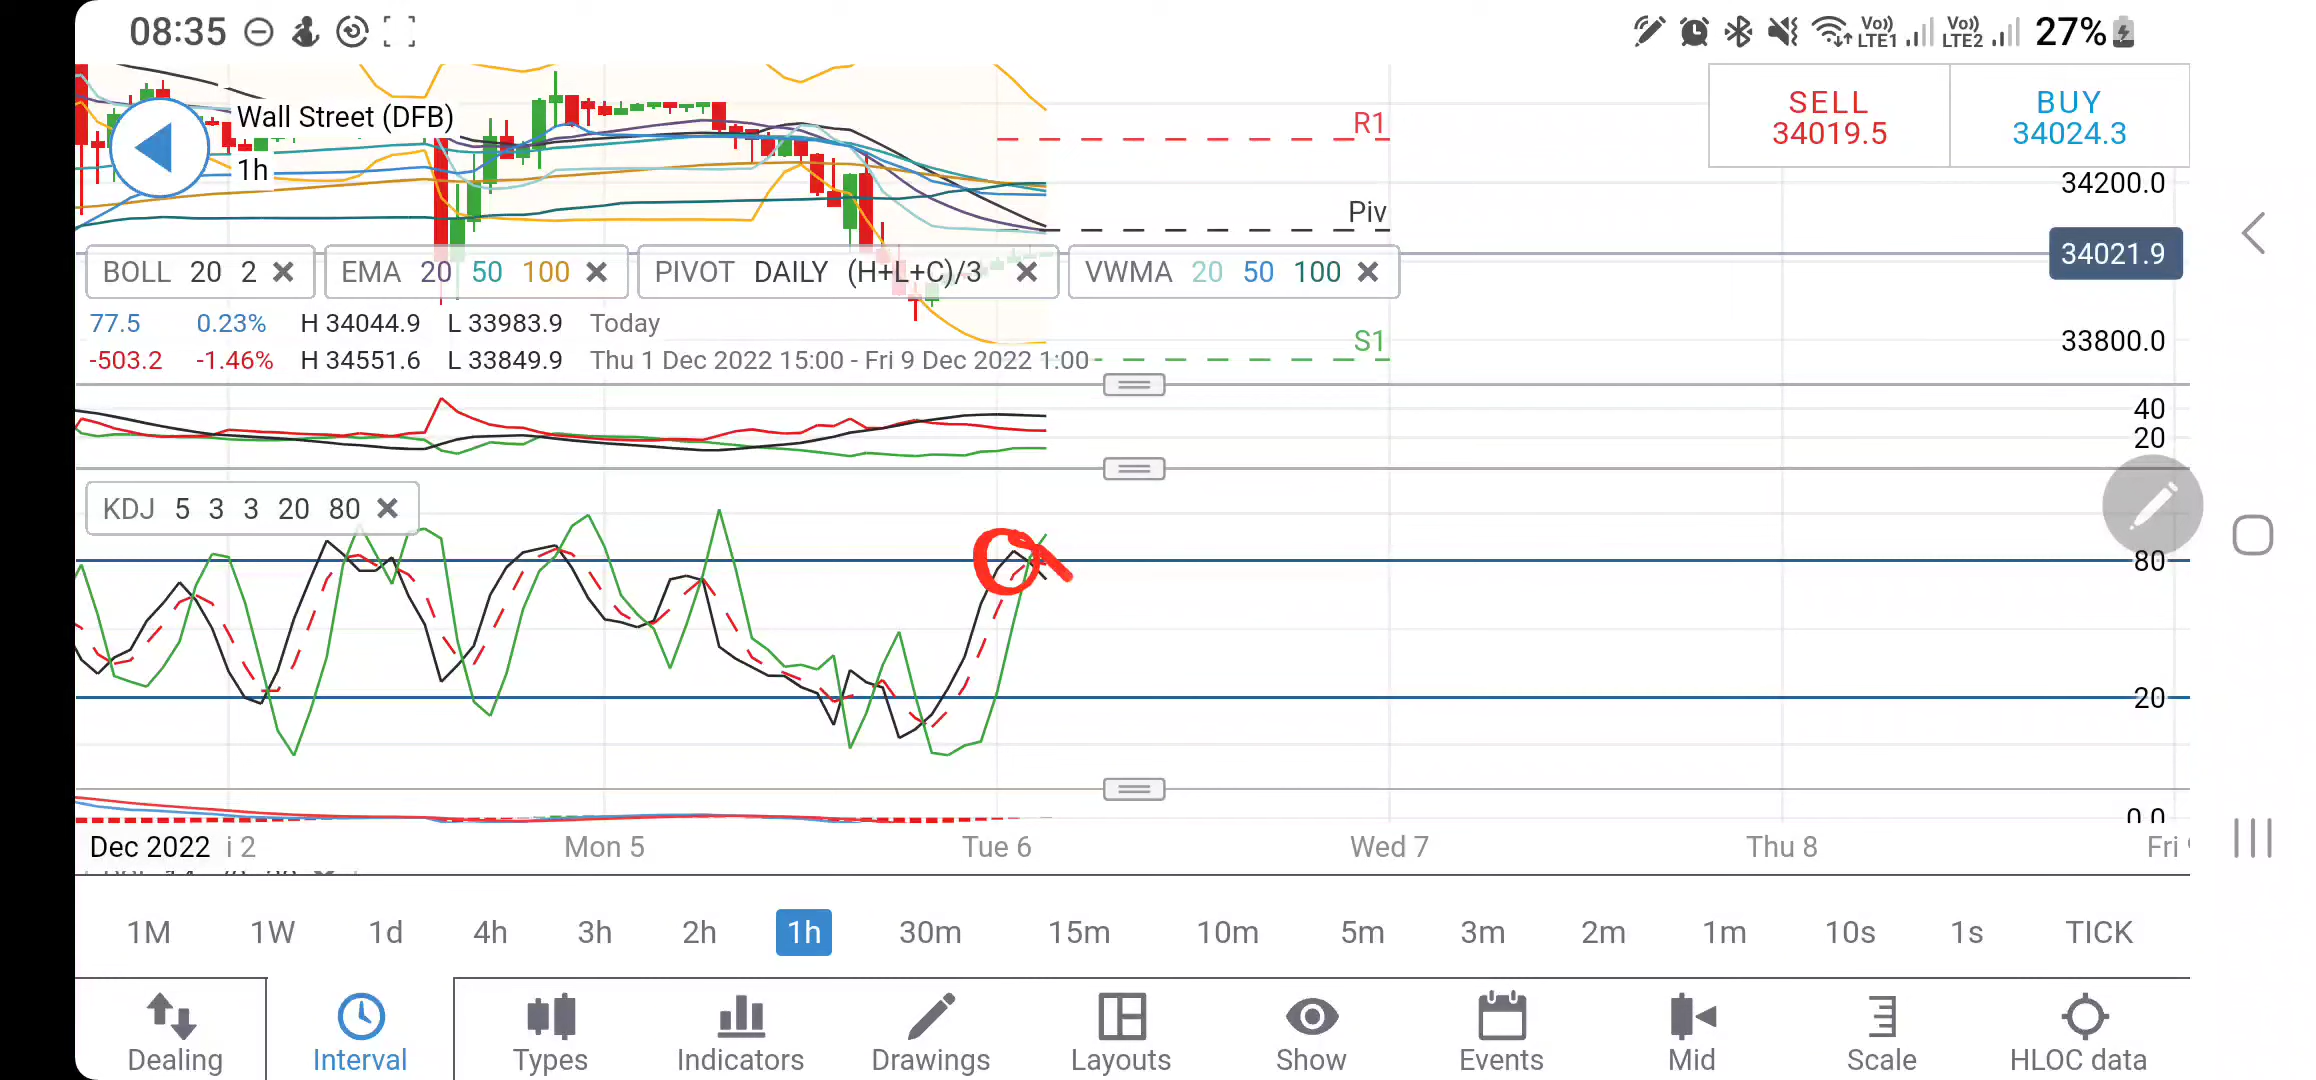 08:35 Vo)) LTE1 Vo)) LTE2 27%
Wall Street (DFB)
1h
R1
SELL
34019.5
BUY
34024.3
34200.0
Piv
34021.9
BOLL 20 2
EMA 20 50 100
PIVOT DAILY (H+L+C)/3
VWMA 20 50 100
77.5 0.23% H 34044.9 L 33983.9 Today
S1
33800.0
-503.2 -1.46% H 34551.6 L 33849.9 Thu 1 Dec 2022 15:00 - Fri 9 Dec 2022 1:00
40
20
KDJ 5 3 3 20 80
80
20
0.0
Dec 2022 i 2 Mon 5 Tue 6 Wed 7 Thu 8 Fri
1M 1W 1d 4h 3h 2h 1h 30m 15m 10m 5m 3m 2m 1m 10s 1s TICK
Dealing Interval Types Indicators Drawings Layouts Show Events Mid Scale HLOC data